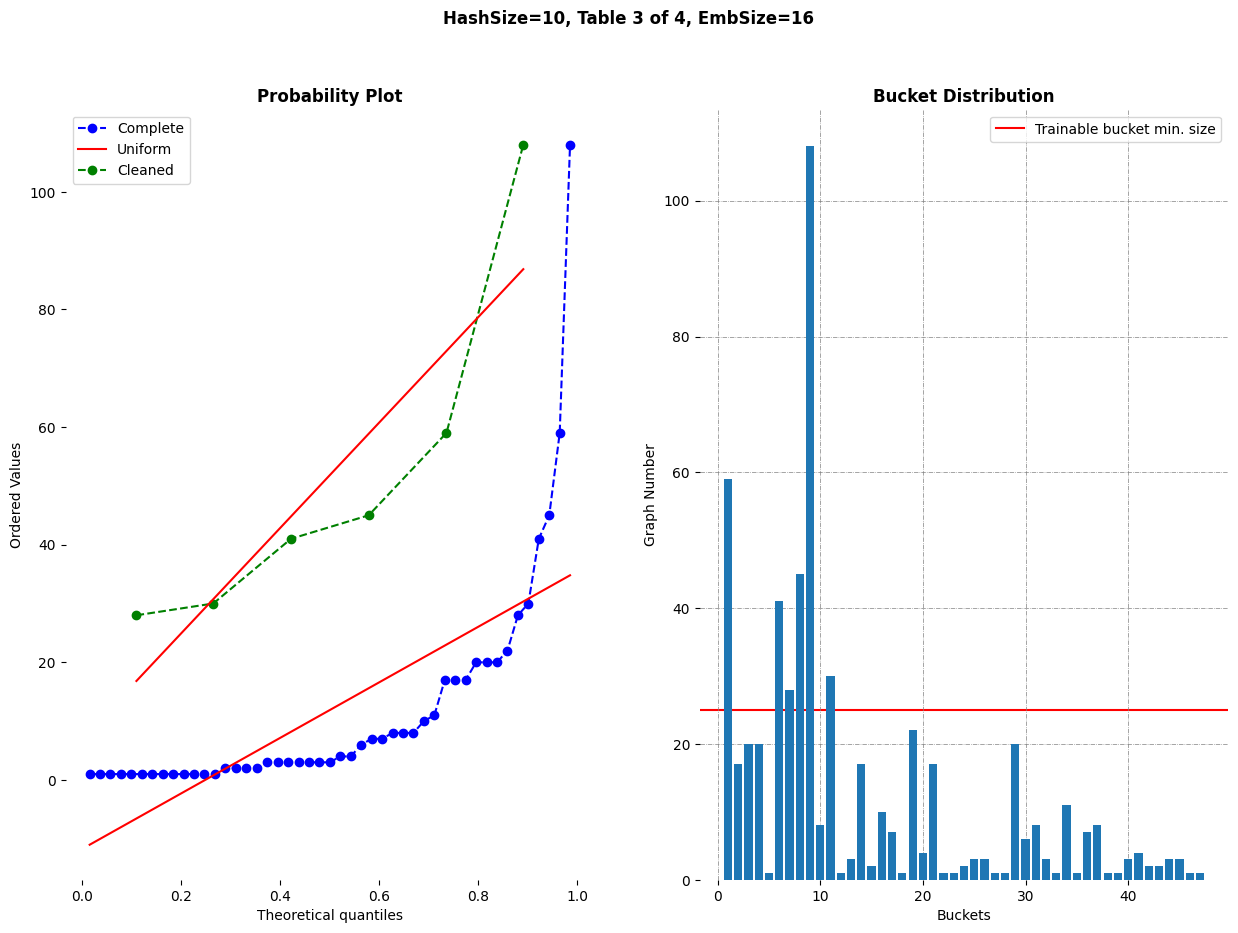 HashSize=10, Table 3 of 4, EmbSize=16
Probability Plot
Complete
Uniform
Cleaned
100
80
60
40
20
0
0.0 0.2 0.4 0.6 0.8 1.0
Ordered Values
Theoretical quantiles
Bucket Distribution
Trainable bucket min. size
100
80
60
40
20
0
0 10 20 30 40
Graph Number
Buckets